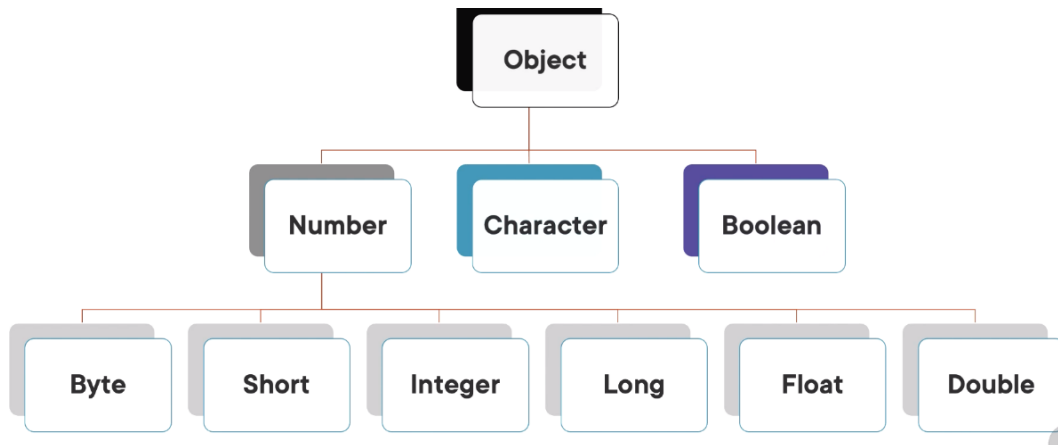 Object
Number Character Boolean
Byte Short Integer Long Float Double